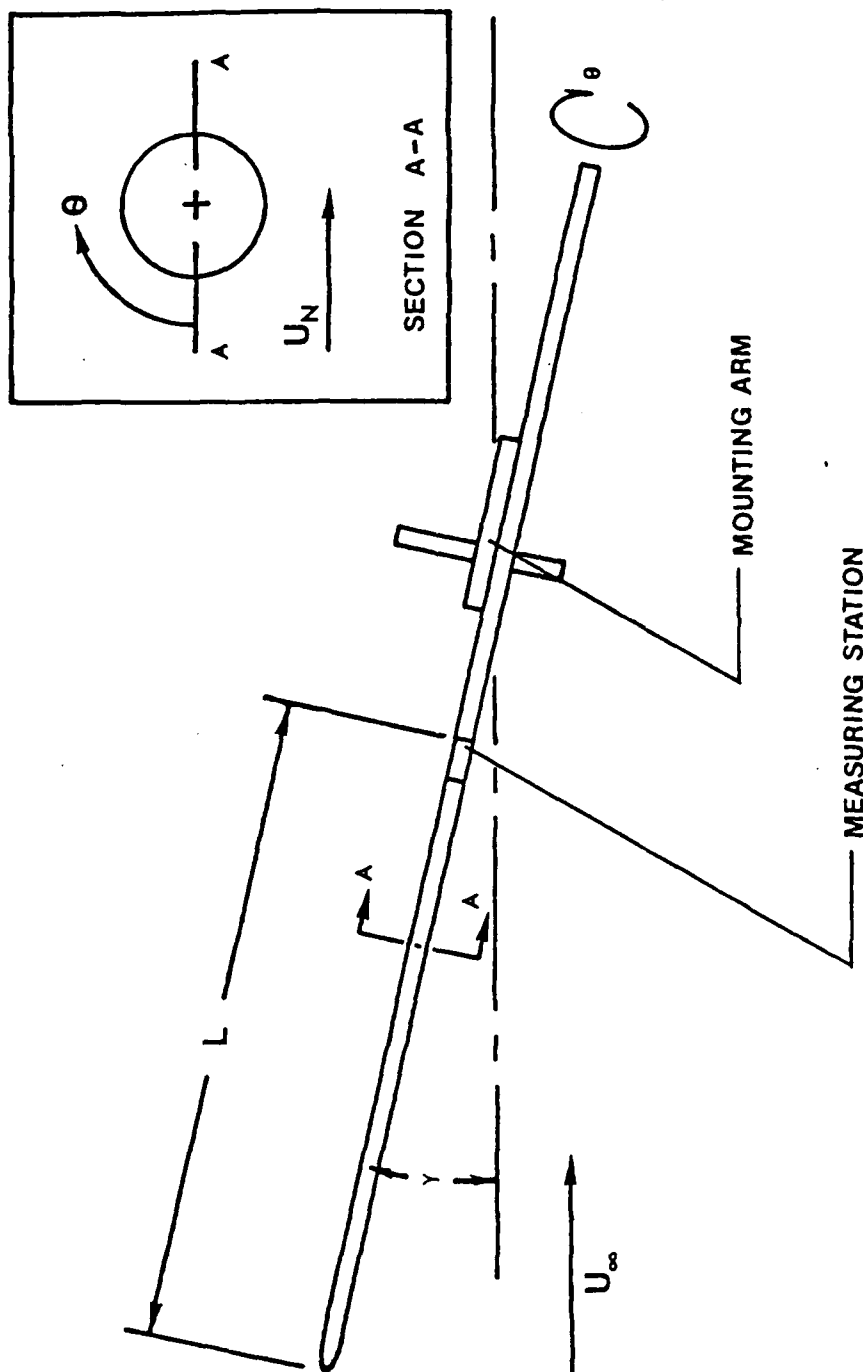 θ
A
A
U_N
SECTION A-A
θ
L
A
A
γ
U_∞
MOUNTING ARM
MEASURING STATION